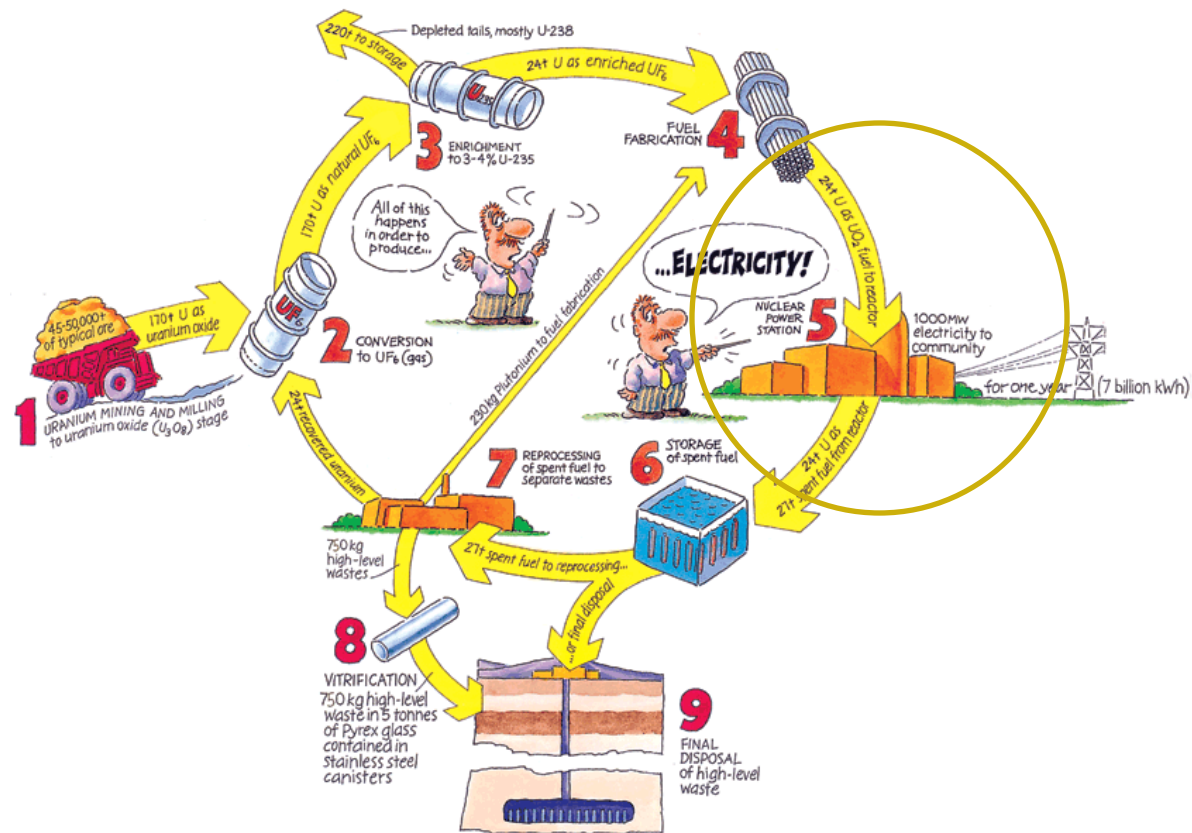 220t to storage
Depleted tails, mostly U-238
24t U as enriched UF6
U235
3 ENRICHMENT
to 3-4% U-235
FUEL
FABRICATION 4
170t U as natural UF6
All of this
happens
in order to
produce...
...ELECTRICITY!
24t U as UO2 fuel to reactor
45-50,000t
of typical ore
170t U as
uranium oxide
UF6
2 CONVERSION
to UF6 (gas)
1 URANIUM MINING AND MILLING
to uranium oxide (U3O8) stage
230kg Plutonium to fuel fabrication
NUCLEAR
POWER
STATION 5
1000MW
electricity to
community
for one year (7 billion kWh)
24t recovered uranium
24t U as
27t spent fuel from reactor
7 REPROCESSING
of spent fuel to
separate wastes
6 STORAGE
of spent fuel
750kg
high-level
wastes
27t spent fuel to reprocessing...
...or final disposal
8
VITRIFICATION
750kg high-level
waste in 5 tonnes
of Pyrex glass
contained in
stainless steel
canisters
9
FINAL
DISPOSAL
of high-level
waste